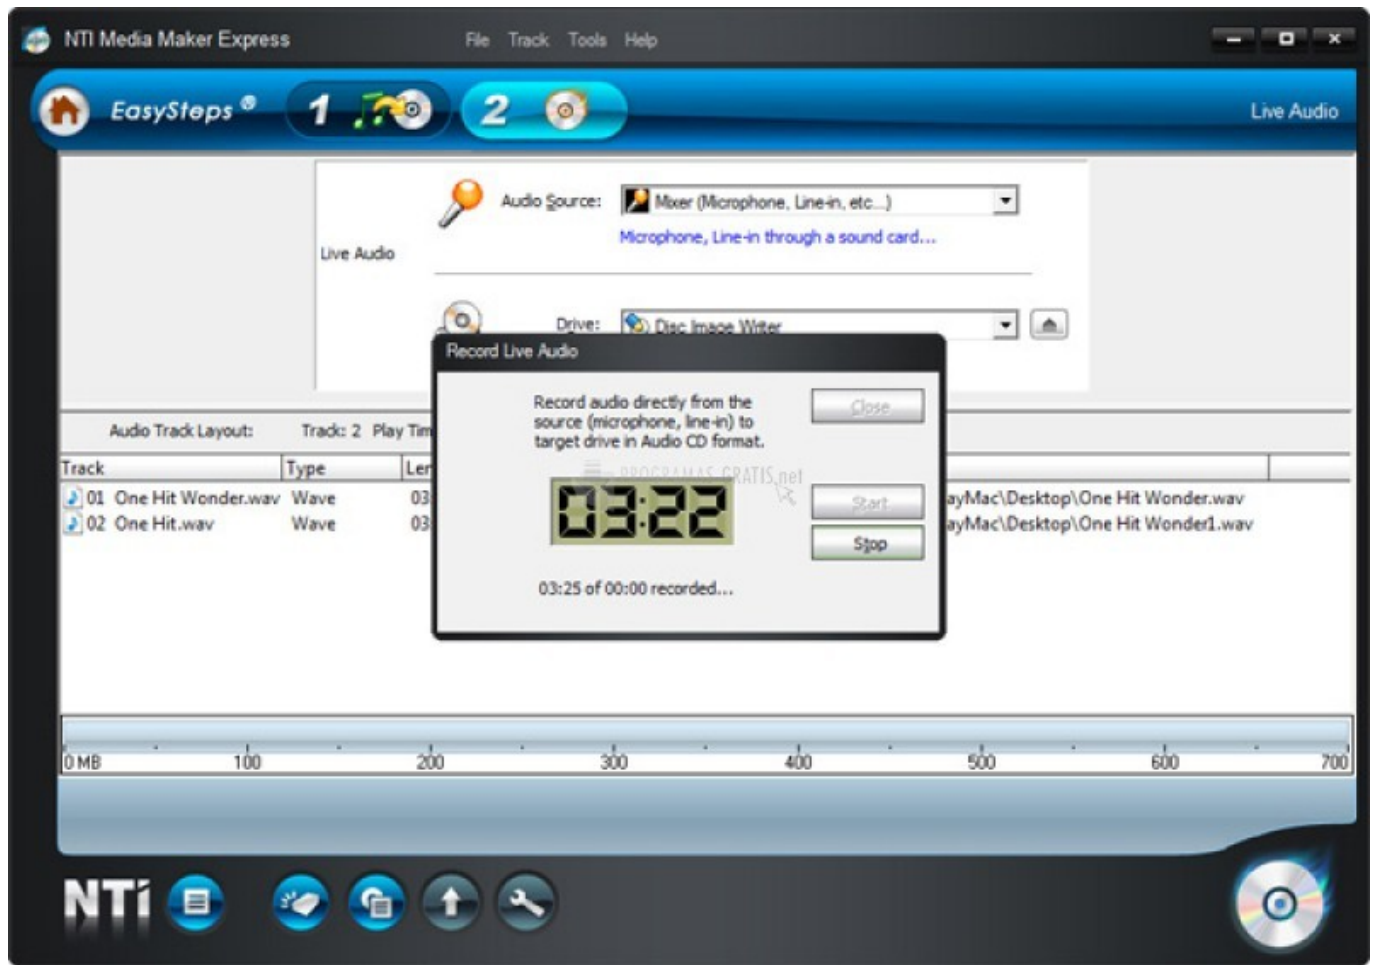 NTI Media Maker Express File Track Tools Help
EasySteps® 1 2 Live Audio
Audio Source: Mixer (Microphone, Line-in, etc...)
Microphone, Line-in through a sound card...
Live Audio
Drive: Disc Image Writer
Record Live Audio
Record audio directly from the
source (microphone, line-in) to
target drive in Audio CD format.
Close
PROGRAMAS-GRATIS.net
03:22
Start
Stop
03:25 of 00:00 recorded...
Audio Track Layout: Track: 2 Play Tim
Track Type Ler
01 One Hit Wonder.wav Wave 03 ayMac\Desktop\One Hit Wonder.wav
02 One Hit.wav Wave 03 ayMac\Desktop\One Hit Wonder1.wav
0 MB 100 200 300 400 500 600 700
NTI